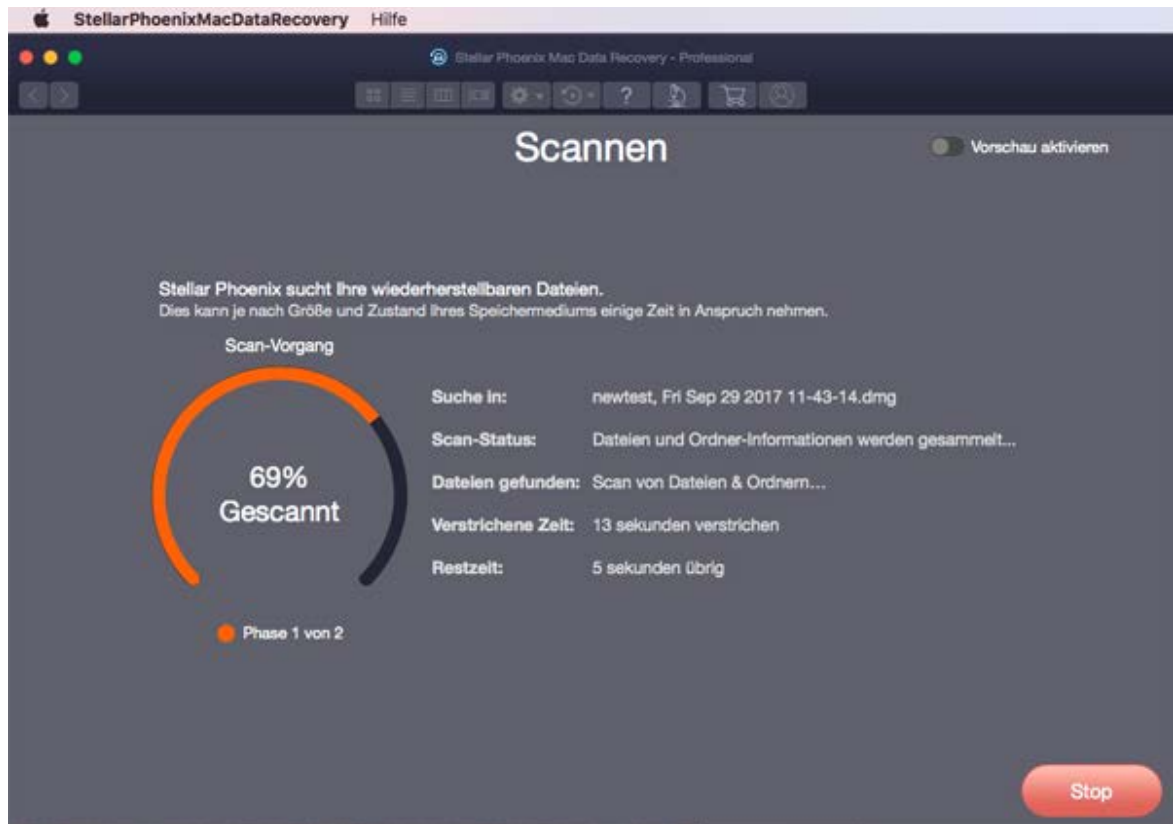 StellarPhoenixMacDataRecovery Hilfe
Stellar Phoenix Mac Data Recovery - Professional
?
Scannen
Vorschau aktivieren
Stellar Phoenix sucht Ihre wiederherstellbaren Dateien.
Dies kann je nach Größe und Zustand Ihres Speichermediums einige Zeit in Anspruch nehmen.
Scan-Vorgang
69%
Gescannt
Phase 1 von 2
Suche in: newtest, Fri Sep 29 2017 11-43-14.dmg
Scan-Status: Dateien und Ordner-Informationen werden gesammelt...
Dateien gefunden: Scan von Dateien & Ordnern...
Verstrichene Zeit: 13 sekunden verstrichen
Restzeit: 5 sekunden übrig
Stop